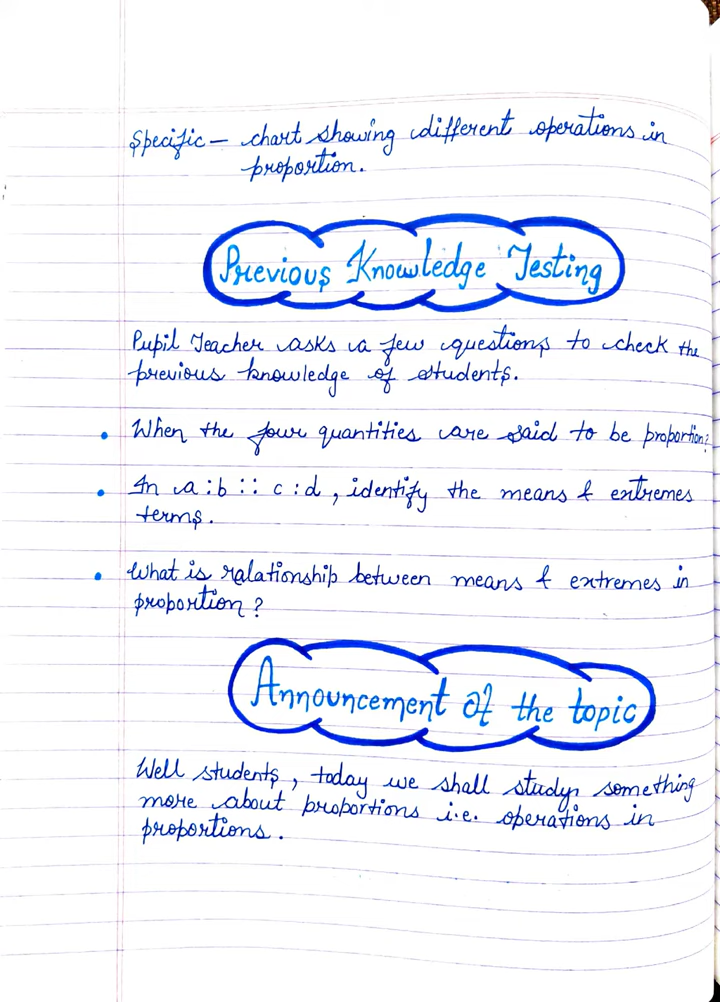 Specific – chart showing different operations in
proportion.
Previous Knowledge Testing
Pupil Teacher asks a few questions to check the
previous knowledge of students.
• When the four quantities are said to be proportion?
• In a : b :: c : d , identify the means & extremes
terms.
• What is ralationship between means & extremes in
proportion ?
Announcement of the topic
Well students , today we shall study, something
more about proportions i.e. operations in
proportions .